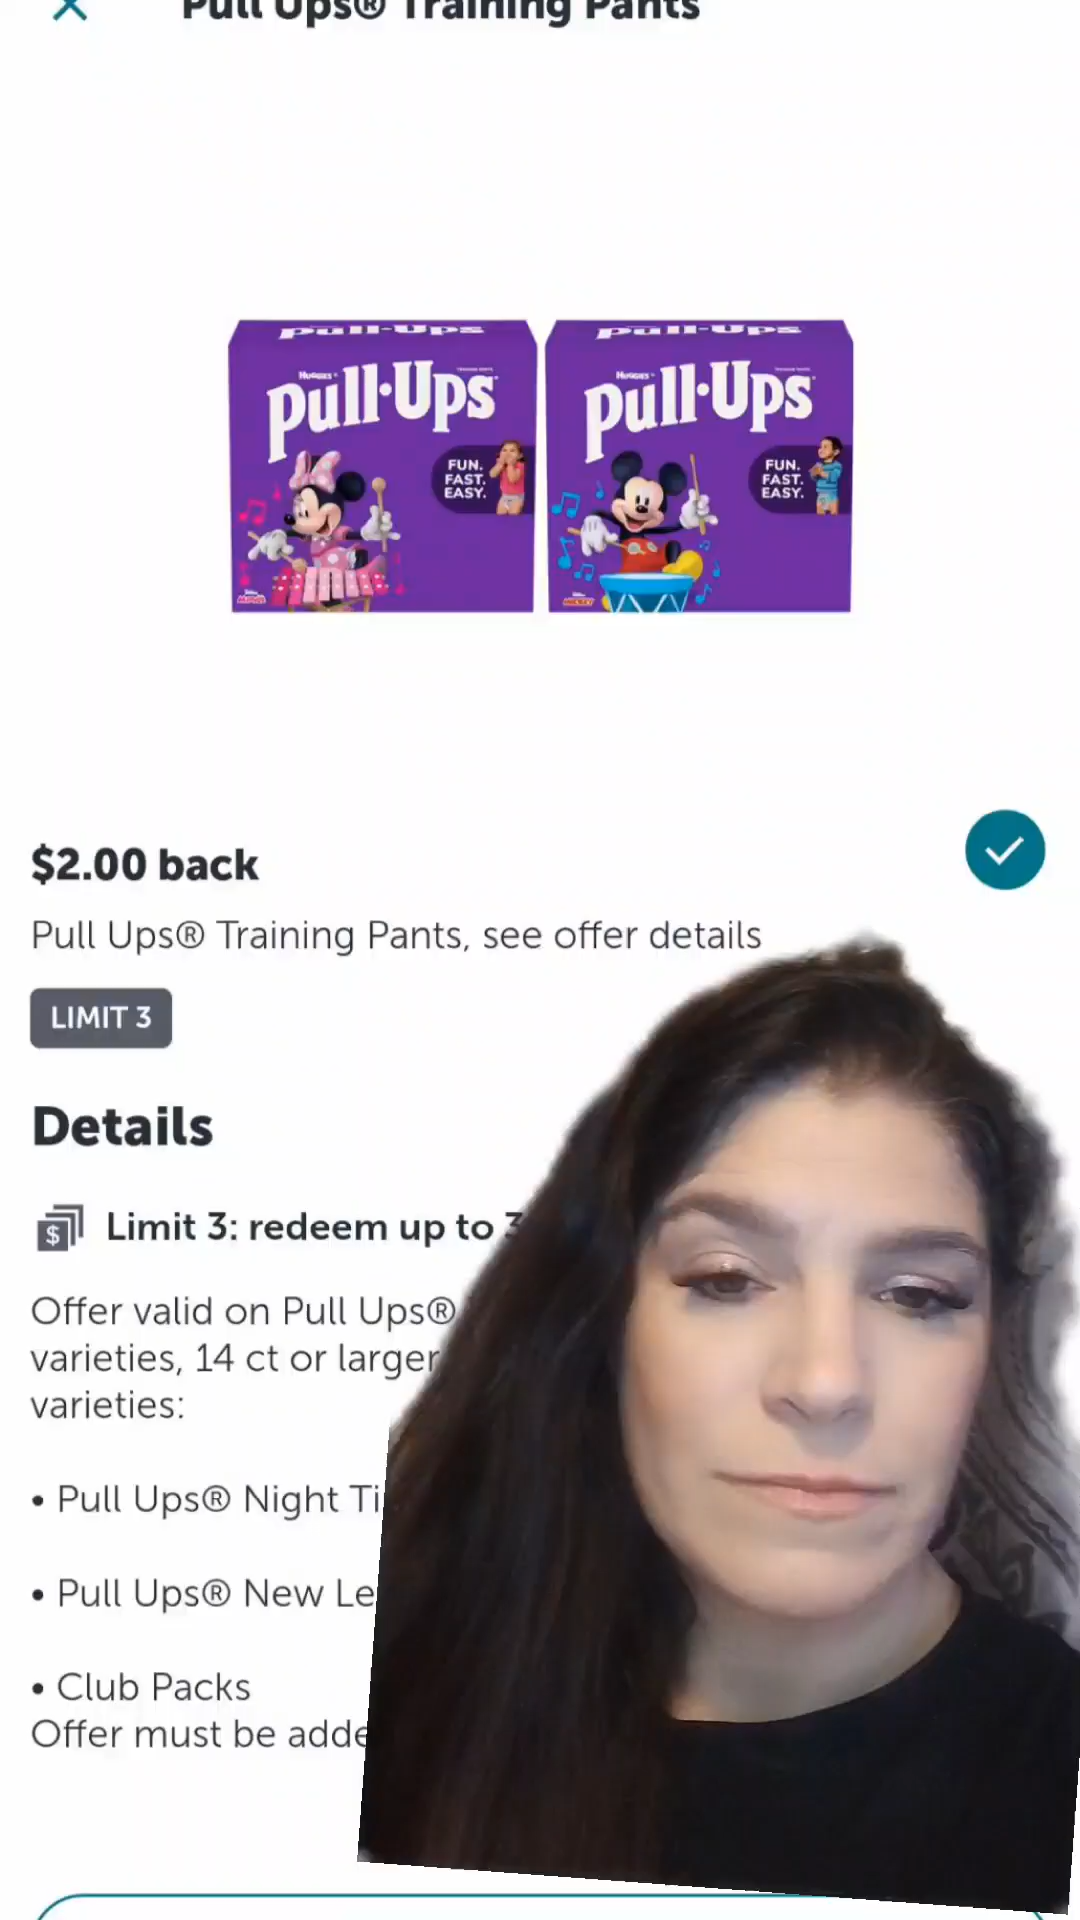 Pull Ups® Training Pants
Pull-Ups
Pull-Ups
HUGGIES
HUGGIES
Pull-Ups
Pull-Ups
FUN.
FAST.
EASY.
FUN.
FAST.
EASY.
$2.00 back
Pull Ups® Training Pants, see offer details
LIMIT 3
Details
$ Limit 3: redeem up to 3
Offer valid on Pull Ups®
varieties, 14 ct or larger
varieties:
• Pull Ups® Night Ti
• Pull Ups® New Le
• Club Packs
Offer must be adde